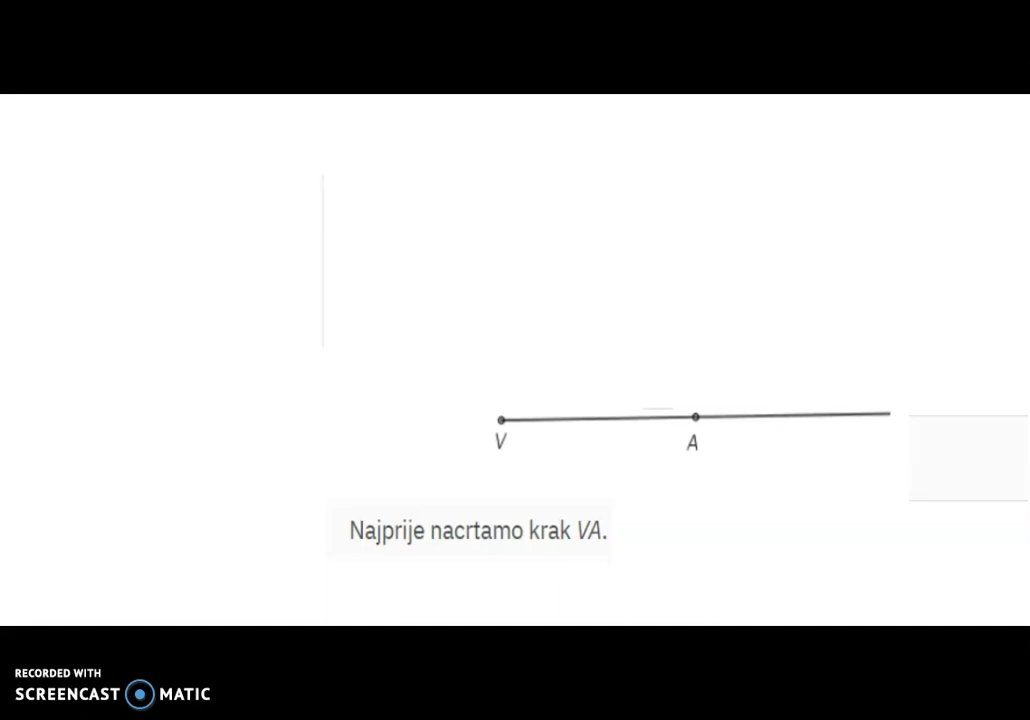 V
A
Najprije nacrtamo krak VA.
RECORDED WITH
SCREENCAST MATIC